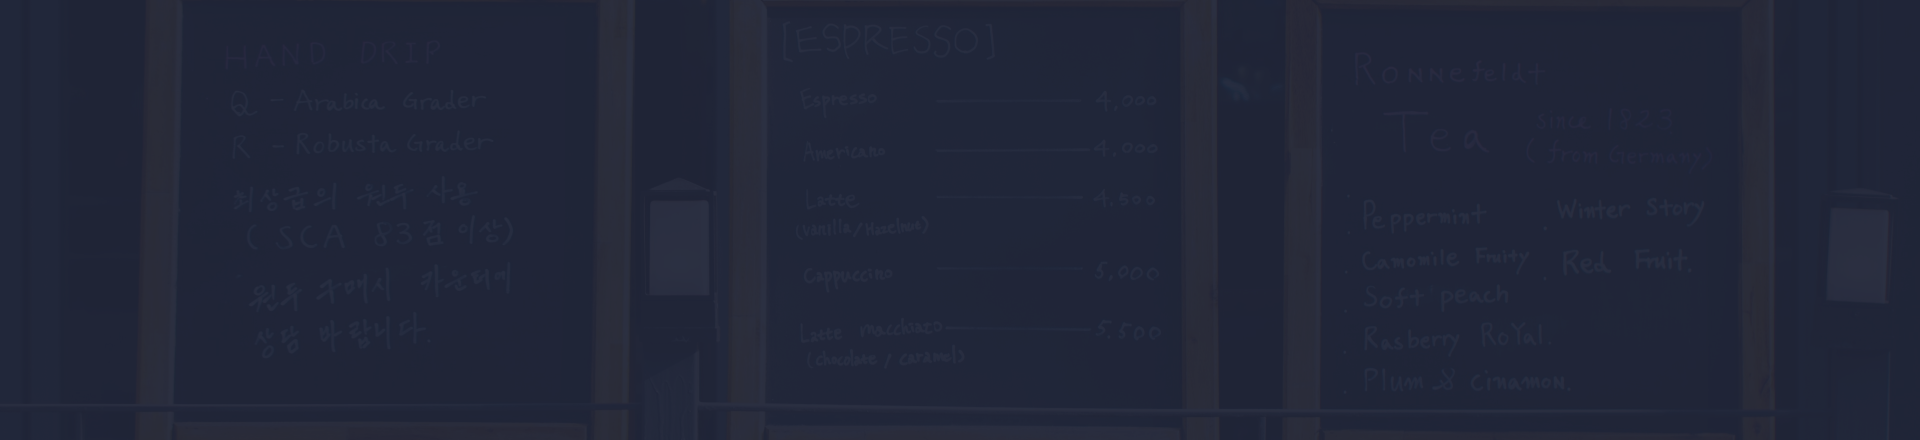 HAND DRIP
Q - Arabica Grader
R - Robusta Grader
최상급의 원두 사용
( SCA 83점 이상)
원두 구매시 카운터에
상담 바랍니다.
[ESPRESSO]
Espresso 4.000
Americano 4.000
Latte 4.500
(vanilla / Hazelnut)
Cappuccino 5.000
Latte macchiato 5.500
(chocolate / caramel)
RONNefeldt
Tea since 1823
( from Germany)
. Peppermint
. Camomile Fruity
. Soft peach
. Rasberry RoYal.
. Plum & cinamon.
. Winter Story
. Red Fruit.